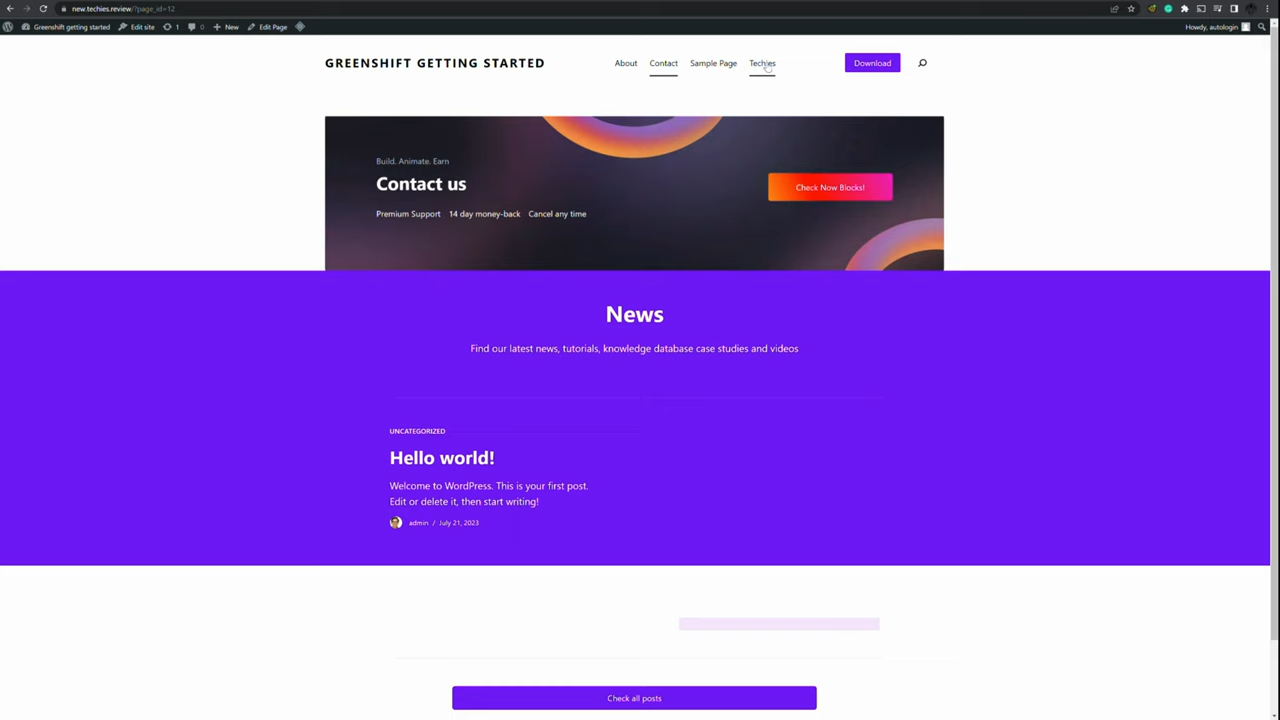 new.techies.review/?page_id=12
Greenshift getting started Edit site 1 0 New Edit Page Howdy, autologin
GREENSHIFT GETTING STARTED About Contact Sample Page Techies Download
Build. Animate. Earn
Contact us
Check Now Blocks!
Premium Support 14 day money-back Cancel any time
News
Find our latest news, tutorials, knowledge database case studies and videos
UNCATEGORIZED
Hello world!
Welcome to WordPress. This is your first post.
Edit or delete it, then start writing!
admin / July 21, 2023
Check all posts